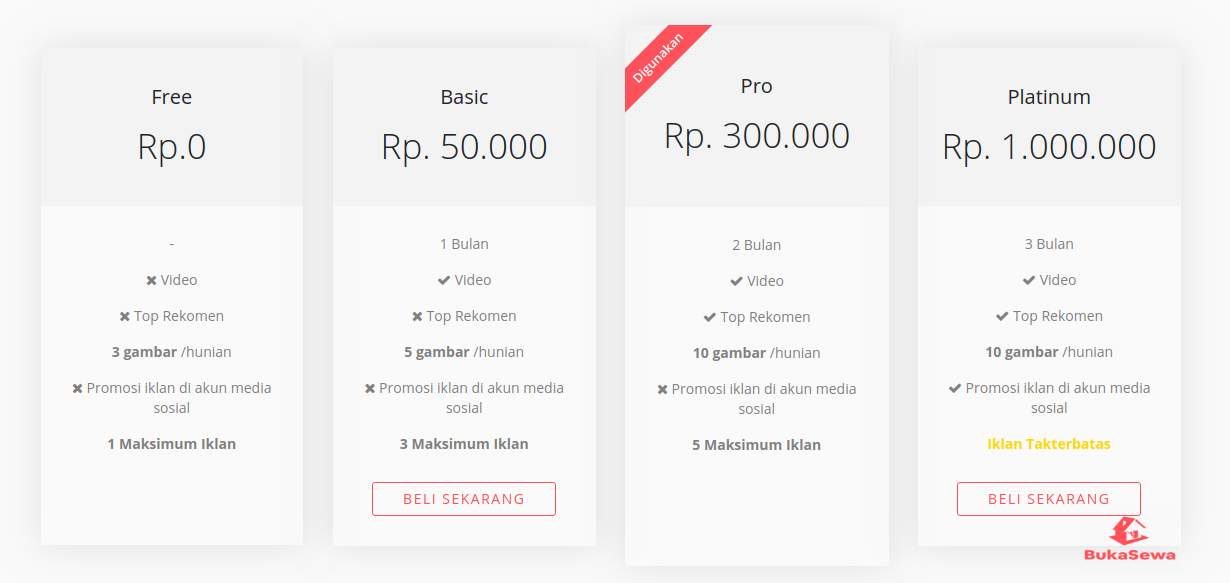 Free
Rp.0
-
Video
Top Rekomen
3 gambar /hunian
Promosi iklan di akun media
sosial
1 Maksimum Iklan
Basic
Rp. 50.000
1 Bulan
Video
Top Rekomen
5 gambar /hunian
Promosi iklan di akun media
sosial
3 Maksimum Iklan
BELI SEKARANG
Digunakan
Pro
Rp. 300.000
2 Bulan
Video
Top Rekomen
10 gambar /hunian
Promosi iklan di akun media
sosial
5 Maksimum Iklan
Platinum
Rp. 1.000.000
3 Bulan
Video
Top Rekomen
10 gambar /hunian
Promosi iklan di akun media
sosial
Iklan Takterbatas
BELI SEKARANG
BukaSewa